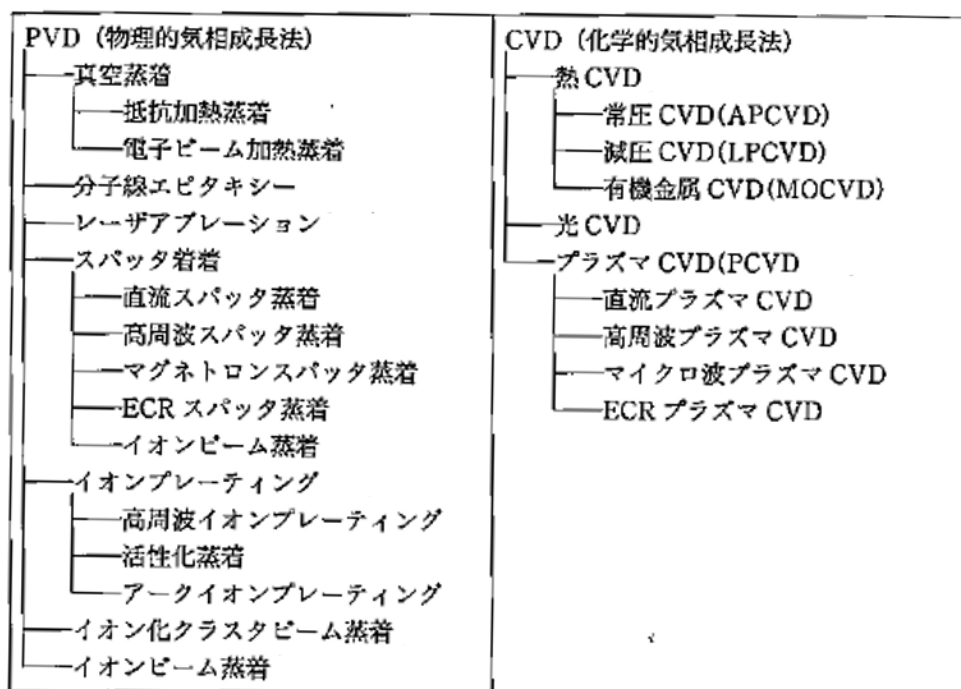 PVD（物理的気相成長法）
真空蒸着
抵抗加熱蒸着
電子ビーム加熱蒸着
分子線エピタキシー
レーザアブレーション
スパッタ着着
直流スパッタ蒸着
高周波スパッタ蒸着
マグネトロンスパッタ蒸着
ECR スパッタ蒸着
イオンビーム蒸着
イオンプレーティング
高周波イオンプレーティング
活性化蒸着
アークイオンプレーティング
イオン化クラスタビーム蒸着
イオンビーム蒸着
CVD（化学的気相成長法）
熱 CVD
常圧 CVD(APCVD)
減圧 CVD(LPCVD)
有機金属 CVD(MOCVD)
光 CVD
プラズマ CVD(PCVD
直流プラズマ CVD
高周波プラズマ CVD
マイクロ波プラズマ CVD
ECR プラズマ CVD